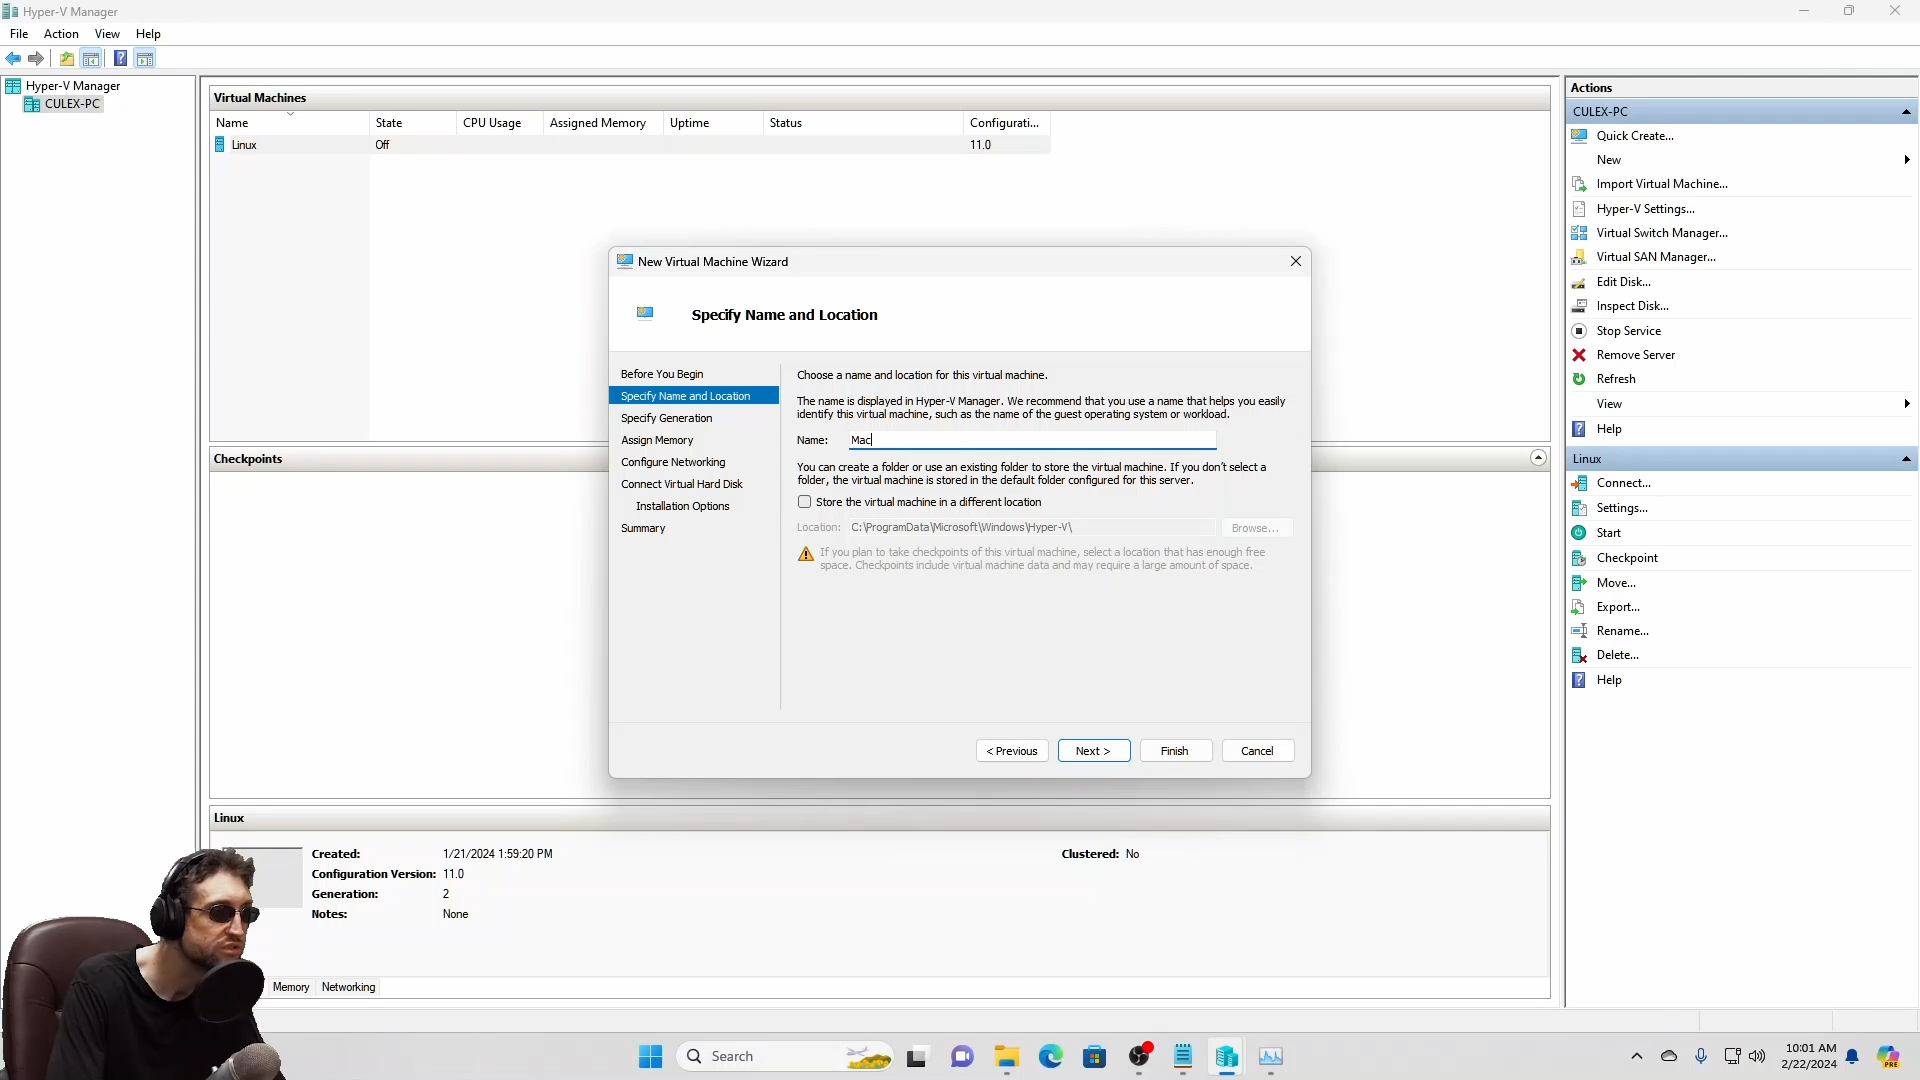 Hyper-V Manager
File Action View Help
Hyper-V Manager
CULEX-PC
Virtual Machines
Name State CPU Usage Assigned Memory Uptime Status Configurati...
Linux Off 11.0
Checkpoints
New Virtual Machine Wizard
Specify Name and Location
Before You Begin
Specify Name and Location
Specify Generation
Assign Memory
Configure Networking
Connect Virtual Hard Disk
Installation Options
Summary
Choose a name and location for this virtual machine.
The name is displayed in Hyper-V Manager. We recommend that you use a name that helps you easily
identify this virtual machine, such as the name of the guest operating system or workload.
Name: Mac
You can create a folder or use an existing folder to store the virtual machine. If you don't select a
folder, the virtual machine is stored in the default folder configured for this server.
Store the virtual machine in a different location
Location: C:\ProgramData\Microsoft\Windows\Hyper-V\ Browse...
If you plan to take checkpoints of this virtual machine, select a location that has enough free
space. Checkpoints include virtual machine data and may require a large amount of space.
< Previous Next > Finish Cancel
Linux
Created: 1/21/2024 1:59:20 PM Clustered: No
Configuration Version: 11.0
Generation: 2
Notes: None
Memory Networking
Actions
CULEX-PC
Quick Create...
New
Import Virtual Machine...
Hyper-V Settings...
Virtual Switch Manager...
Virtual SAN Manager...
Edit Disk...
Inspect Disk...
Stop Service
Remove Server
Refresh
View
Help
Linux
Connect...
Settings...
Start
Checkpoint
Move...
Export...
Rename...
Delete...
Help
Search
10:01 AM
2/22/2024
PRE